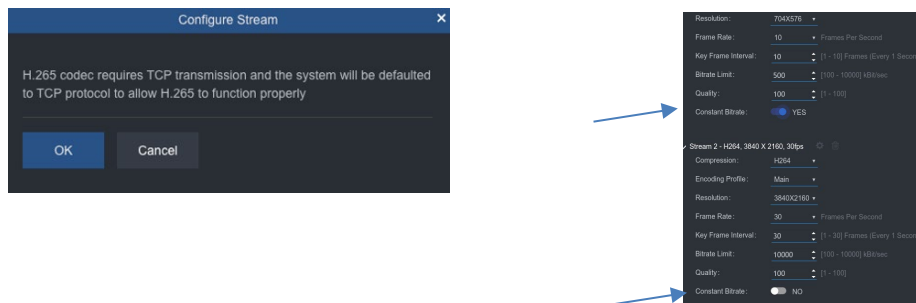 Configure Stream
×
H.265 codec requires TCP transmission and the system will be defaulted
to TCP protocol to allow H.265 to function properly
OK
Cancel
Resolution: 704X576
Frame Rate: 10 Frames Per Second
Key Frame Interval: 10 [1 - 10] Frames (Every 1 Secon
Bitrate Limit: 500 [100 - 10000] kBit/sec
Quality: 100 [1 - 100]
Constant Bitrate: YES
Stream 2 - H264, 3840 X 2160, 30fps
Compression: H264
Encoding Profile: Main
Resolution: 3840X2160
Frame Rate: 30 Frames Per Second
Key Frame Interval: 30 [1 - 30] Frames (Every 1 Secon
Bitrate Limit: 10000 [100 - 10000] kBit/sec
Quality: 100 [1 - 100]
Constant Bitrate: NO